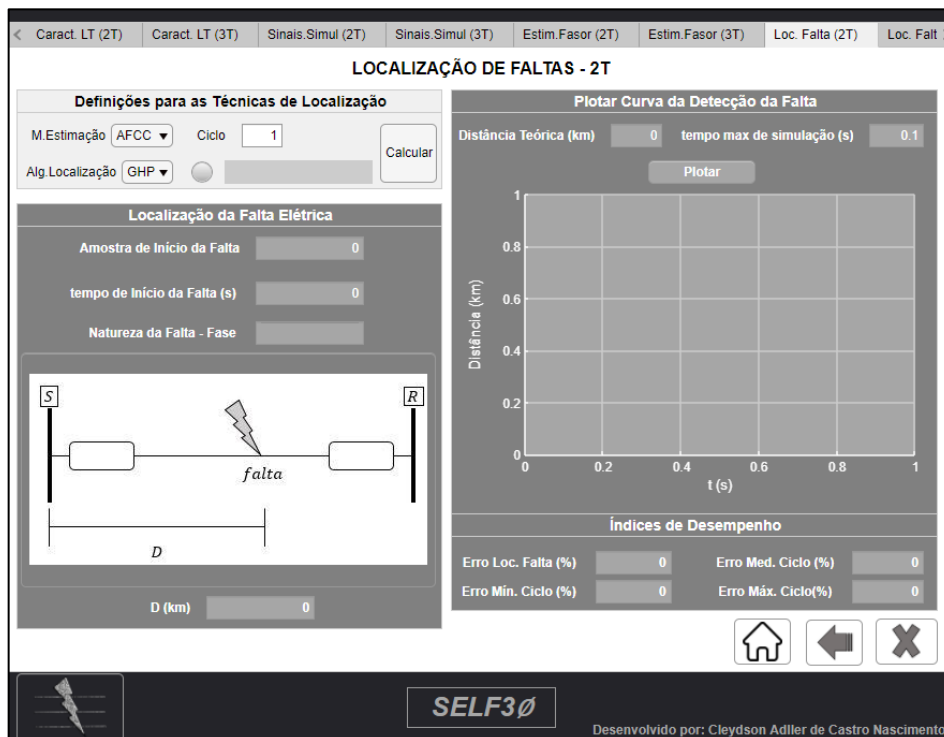 Caract. LT (2T) Caract. LT (3T) Sinais.Simul (2T) Sinais.Simul (3T) Estim.Fasor (2T) Estim.Fasor (3T) Loc. Falta (2T) Loc. Falt
LOCALIZAÇÃO DE FALTAS - 2T
Definições para as Técnicas de Localização
M.Estimação AFCC Ciclo 1
Calcular
Alg.Localização GHP
Localização da Falta Elétrica
Amostra de Início da Falta 0
tempo de Início da Falta (s) 0
Natureza da Falta - Fase
S R
falta
D
D (km) 0
Plotar Curva da Detecção da Falta
Distância Teórica (km) 0 tempo max de simulação (s) 0.1
Plotar
1
0.8
0.6
0.4
0.2
0
Distância (km)
0 0.2 0.4 0.6 0.8 1
t (s)
Índices de Desempenho
Erro Loc. Falta (%) 0 Erro Med. Ciclo (%) 0
Erro Mín. Ciclo (%) 0 Erro Máx. Ciclo(%) 0
SELF3Ø
Desenvolvido por: Cleydson Adller de Castro Nascimento